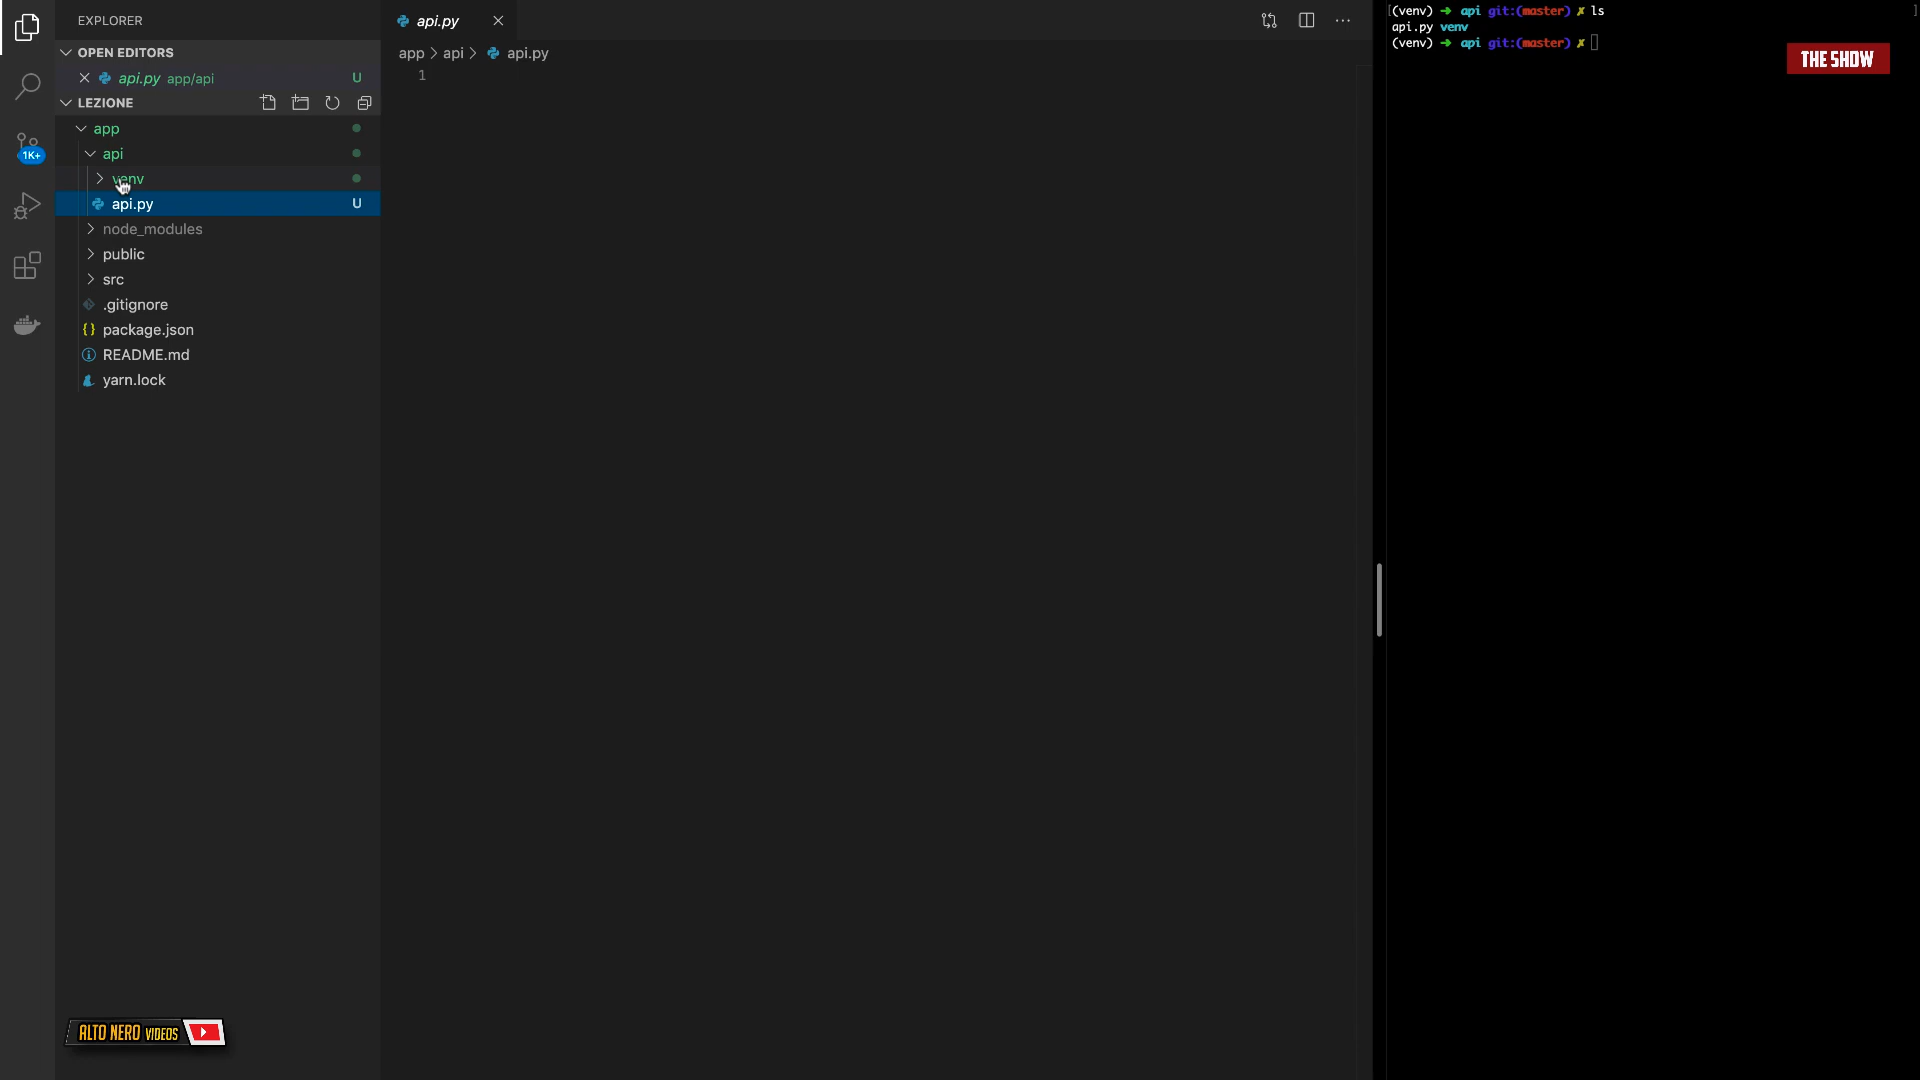 EXPLORER
OPEN EDITORS
api.py app/api U
LEZIONE
1K+
app
api
venv
api.py U
node_modules
public
src
.gitignore
package.json
README.md
yarn.lock
api.py
app > api > api.py
1
[(venv) ➜ api git:(master) ✗ ls ]
api.py venv
(venv) ➜ api git:(master) ✗
THE SHOW
ALTO NERO VIDEOS